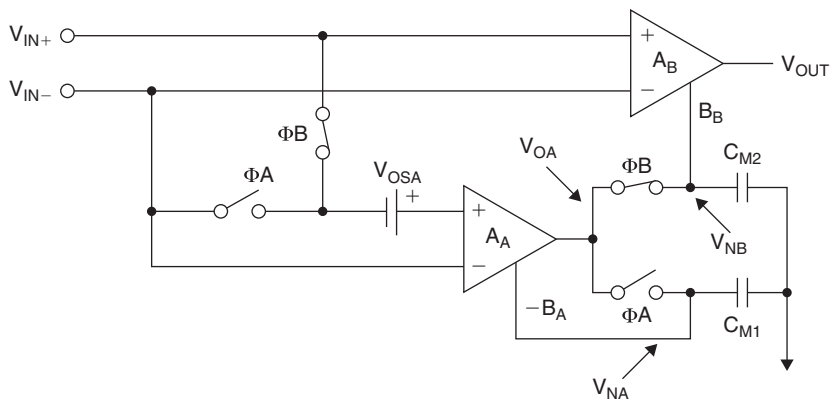 V_IN+
+
A_B
V_OUT
V_IN−
−
B_B
ΦB
V_OA
C_M2
ΦA
V_OSA
ΦB
+
+
A_A
V_NB
−
−B_A
ΦA
C_M1
V_NA